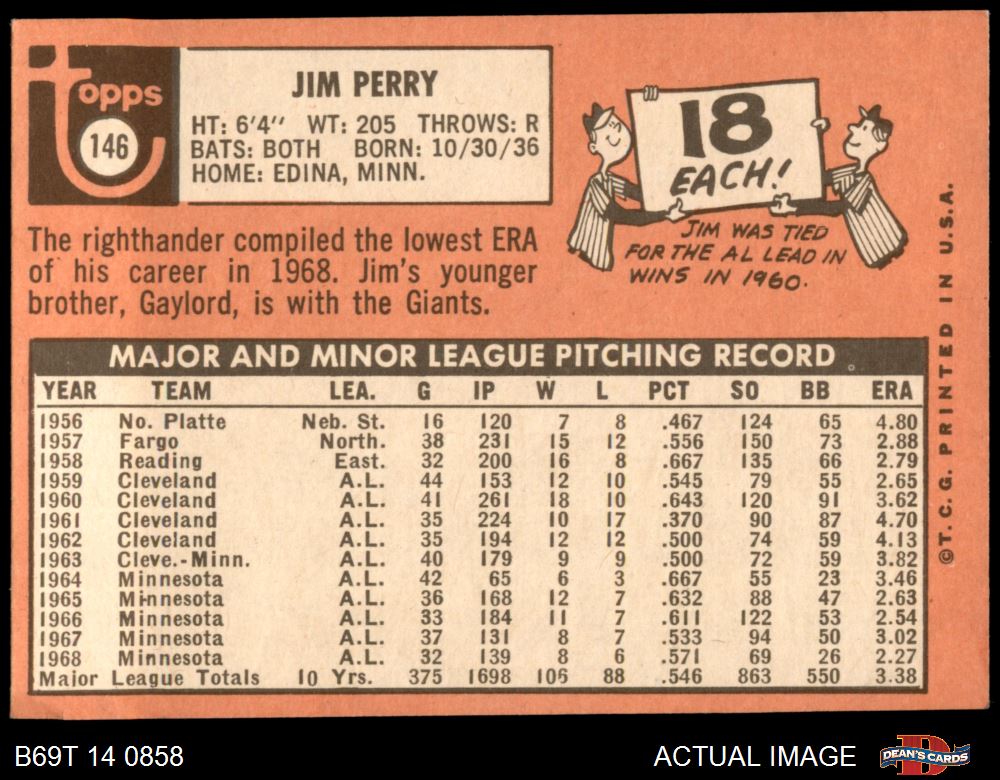 Topps
146
JIM PERRY
HT: 6'4" WT: 205 THROWS: R
BATS: BOTH BORN: 10/30/36
HOME: EDINA, MINN.
The righthander compiled the lowest ERA
of his career in 1968. Jim's younger
brother, Gaylord, is with the Giants.
18
EACH!
JIM WAS TIED
FOR THE AL LEAD IN
WINS IN 1960.
MAJOR AND MINOR LEAGUE PITCHING RECORD
YEAR TEAM LEA. G IP W L PCT SO BB ERA
1956 No. Platte Neb. St. 16 120 7 8 .467 124 65 4.80
1957 Fargo North. 38 231 15 12 .556 150 73 2.88
1958 Reading East. 32 200 16 8 .667 135 66 2.79
1959 Cleveland A.L. 44 153 12 10 .545 79 55 2.65
1960 Cleveland A.L. 41 261 18 10 .643 120 91 3.62
1961 Cleveland A.L. 35 224 10 17 .370 90 87 4.70
1962 Cleveland A.L. 35 194 12 12 .500 74 59 4.13
1963 Cleve.-Minn. A.L. 40 179 9 9 .500 72 59 3.82
1964 Minnesota A.L. 42 65 6 3 .667 55 23 3.46
1965 Minnesota A.L. 36 168 12 7 .632 88 47 2.63
1966 Minnesota A.L. 33 184 11 7 .611 122 53 2.54
1967 Minnesota A.L. 37 131 8 7 .533 94 50 3.02
1968 Minnesota A.L. 32 139 8 6 .571 69 26 2.27
Major League Totals 10 Yrs. 375 1698 106 88 .546 863 550 3.38
©T. C. G. PRINTED IN U.S.A.
B69T 14 0858
ACTUAL IMAGE
DEAN'S CARDS